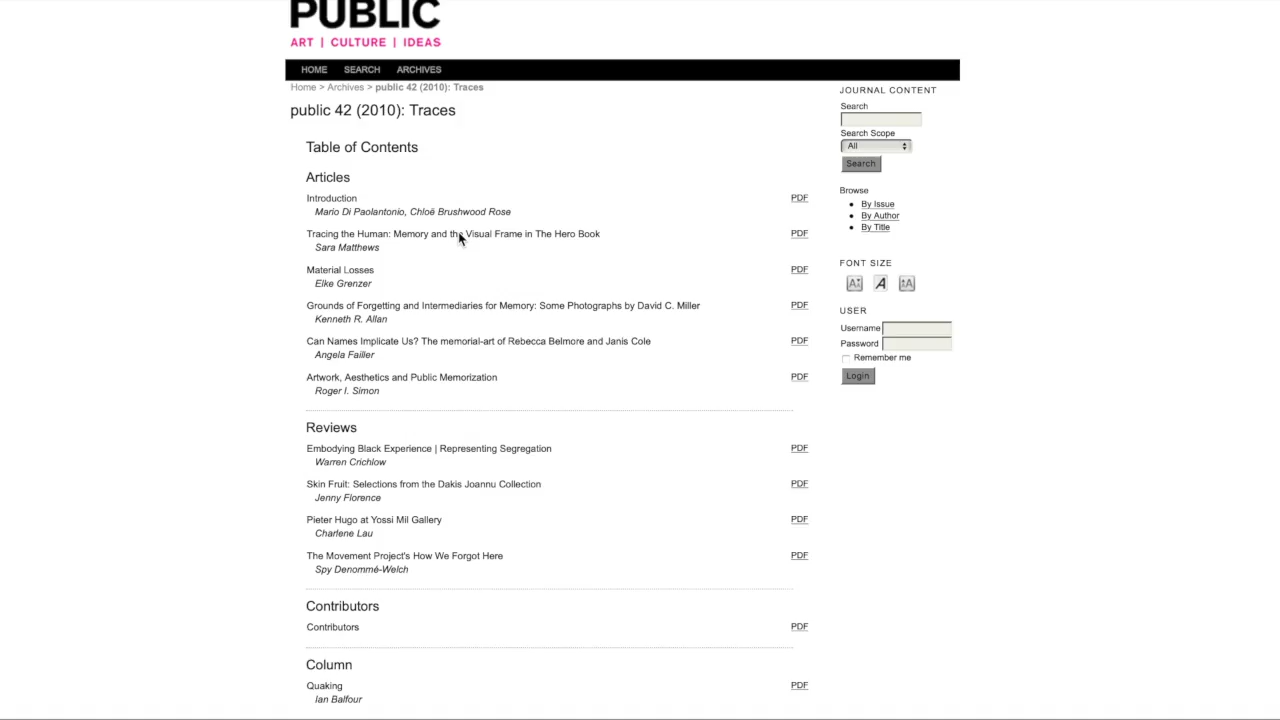 PUBLIC
ART | CULTURE | IDEAS
HOME SEARCH ARCHIVES
Home > Archives > public 42 (2010): Traces
public 42 (2010): Traces
Table of Contents
Articles
Introduction PDF
Mario Di Paolantonio, Chloë Brushwood Rose
Tracing the Human: Memory and the Visual Frame in The Hero Book PDF
Sara Matthews
Material Losses PDF
Elke Grenzer
Grounds of Forgetting and Intermediaries for Memory: Some Photographs by David C. Miller PDF
Kenneth R. Allan
Can Names Implicate Us? The memorial-art of Rebecca Belmore and Janis Cole PDF
Angela Failler
Artwork, Aesthetics and Public Memorization PDF
Roger I. Simon
Reviews
Embodying Black Experience | Representing Segregation PDF
Warren Crichlow
Skin Fruit: Selections from the Dakis Joannu Collection PDF
Jenny Florence
Pieter Hugo at Yossi Mil Gallery PDF
Charlene Lau
The Movement Project's How We Forgot Here PDF
Spy Denommé-Welch
Contributors
Contributors PDF
Column
Quaking PDF
Ian Balfour
JOURNAL CONTENT
Search
Search Scope
All
Search
Browse
By Issue
By Author
By Title
FONT SIZE
A A A
USER
Username
Password
Remember me
Login